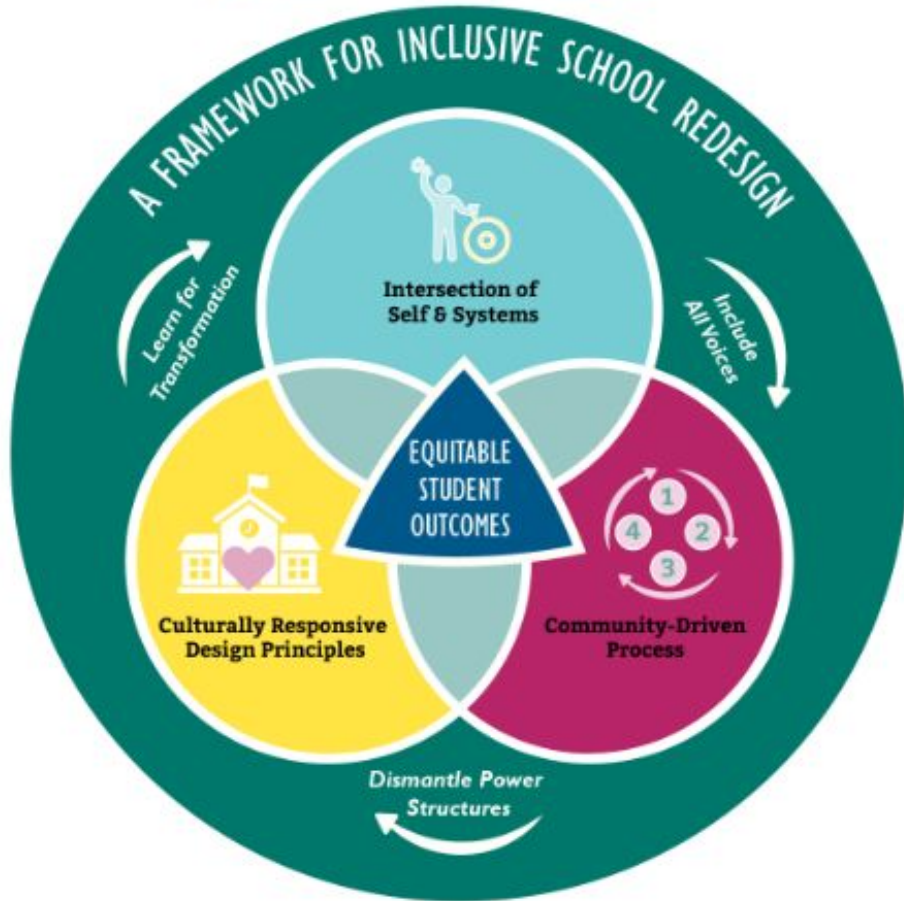 A FRAMEWORK FOR INCLUSIVE SCHOOL REDESIGN
Learn for
Transformation
Include
All Voices
Intersection of
Self & Systems
EQUITABLE
STUDENT
OUTCOMES
Culturally Responsive
Design Principles
1
4 2
3
Community-Driven
Process
Dismantle Power
Structures